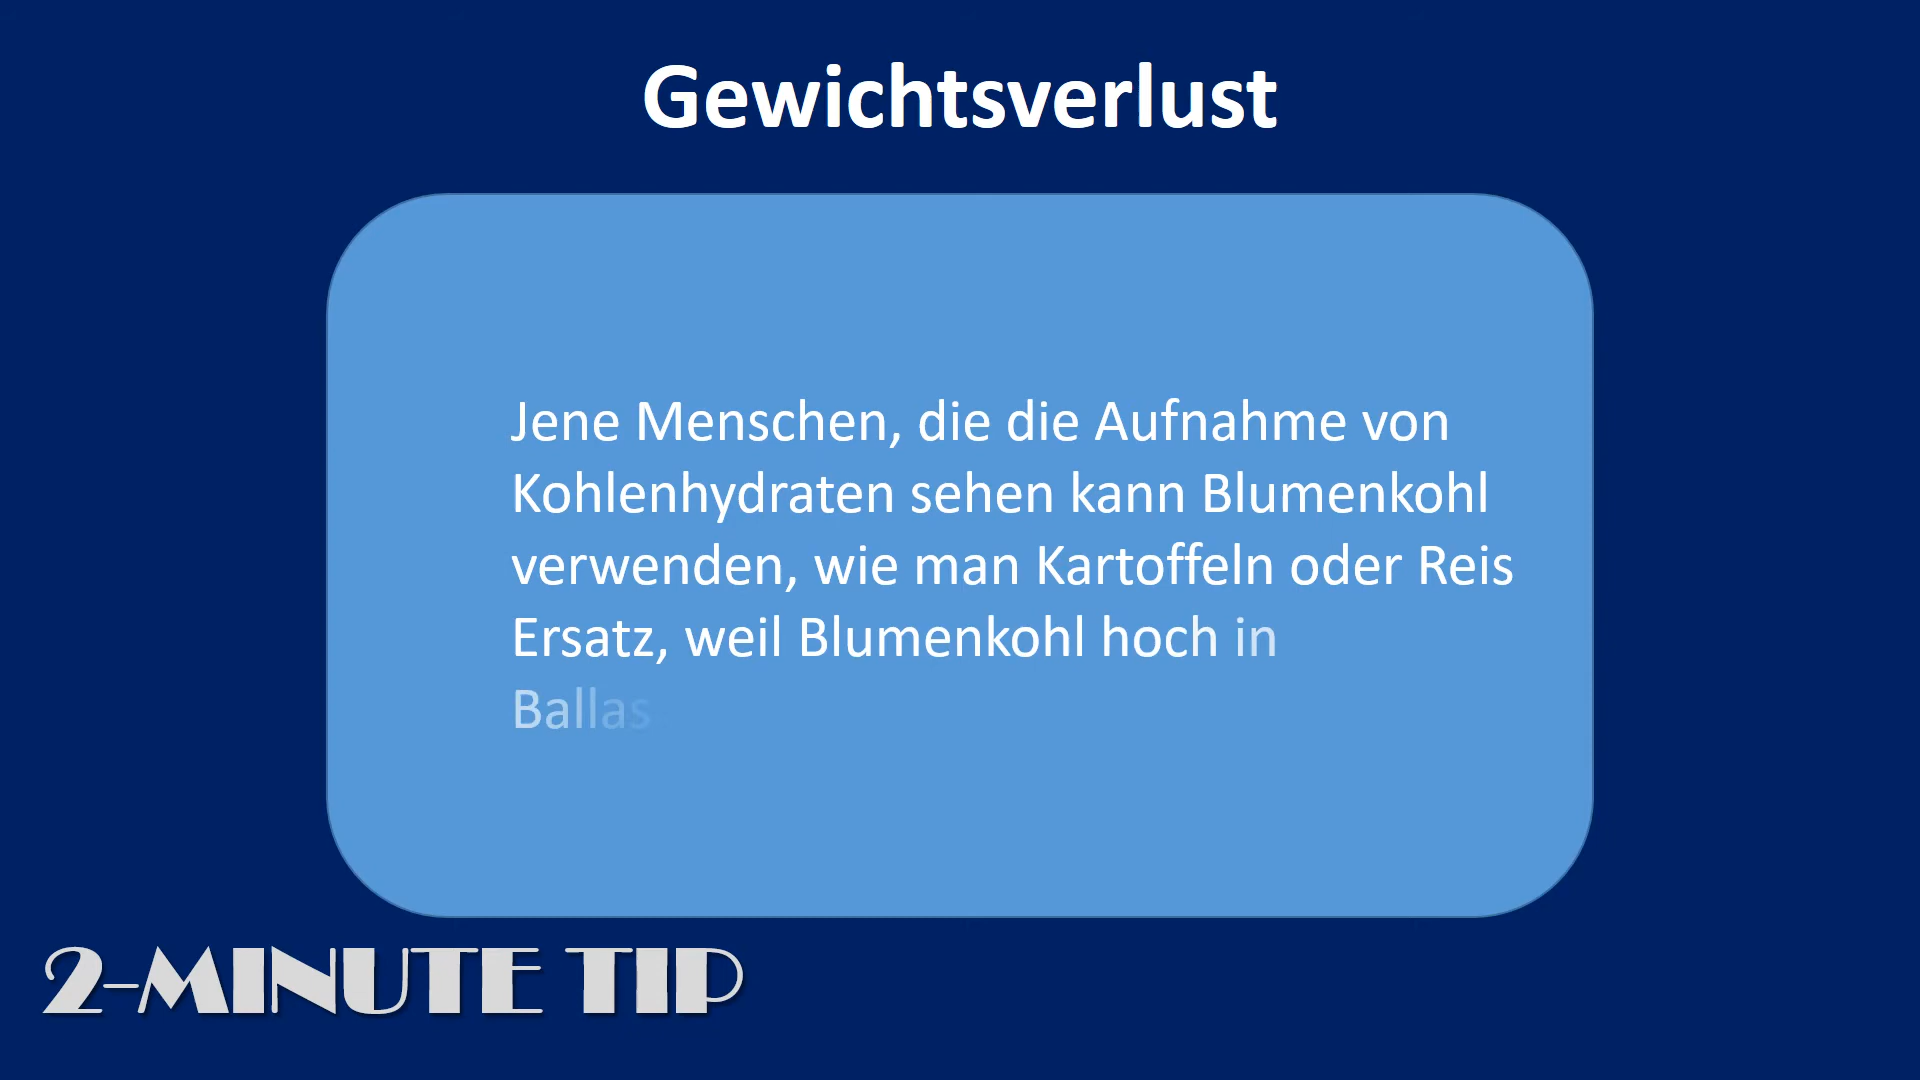 Gewichtsverlust
Jene Menschen, die die Aufnahme von
Kohlenhydraten sehen kann Blumenkohl
verwenden, wie man Kartoffeln oder Reis
Ersatz, weil Blumenkohl hoch in
Ballas
2-MINUTE TIP